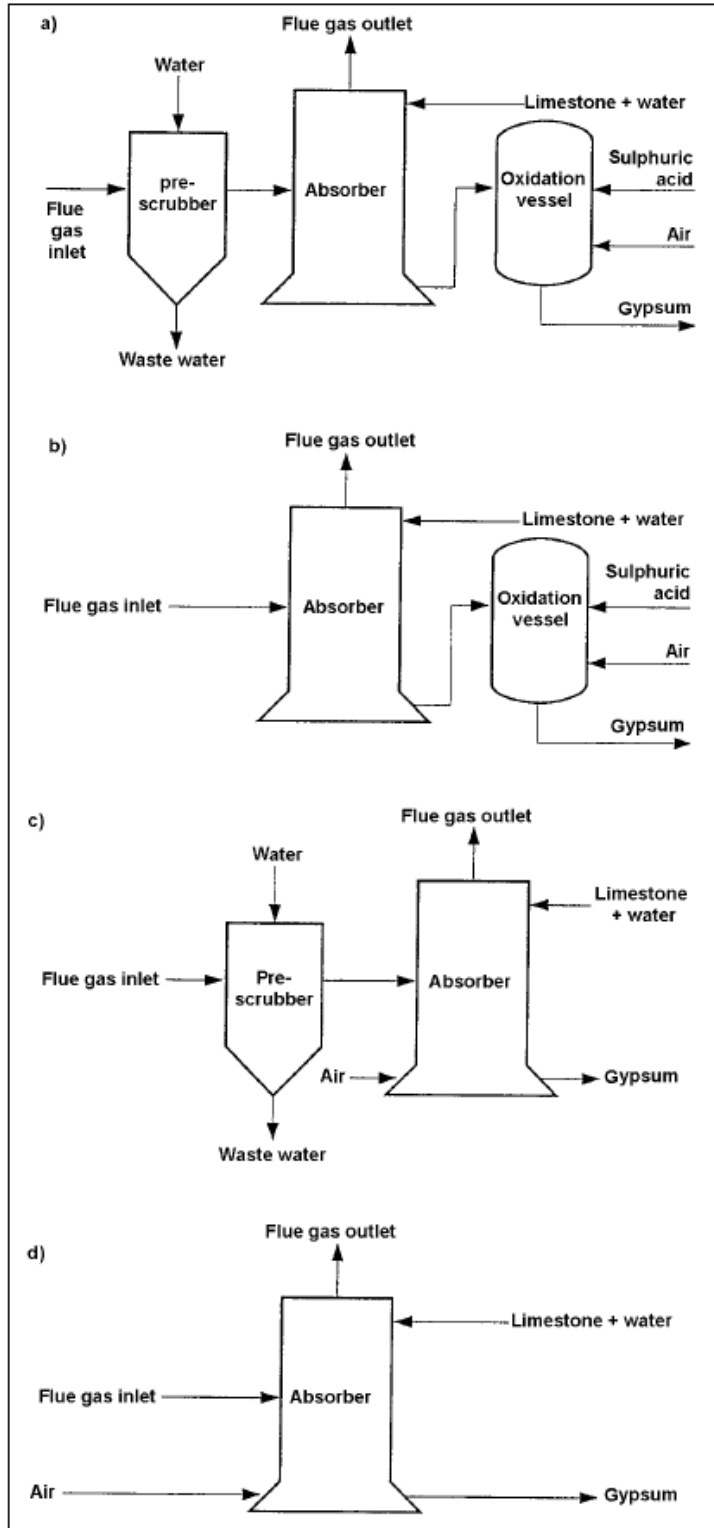 a)
Flue gas outlet
Water
Limestone + water
pre-
scrubber
Absorber
Oxidation
vessel
Sulphuric
acid
Air
Flue
gas
inlet
Gypsum
Waste water
b)
Flue gas outlet
Limestone + water
Flue gas inlet
Absorber
Oxidation
vessel
Sulphuric
acid
Air
Gypsum
c)
Flue gas outlet
Water
Limestone
+ water
Flue gas inlet
Pre-
scrubber
Absorber
Air
Gypsum
Waste water
d)
Flue gas outlet
Limestone + water
Flue gas inlet
Absorber
Air
Gypsum